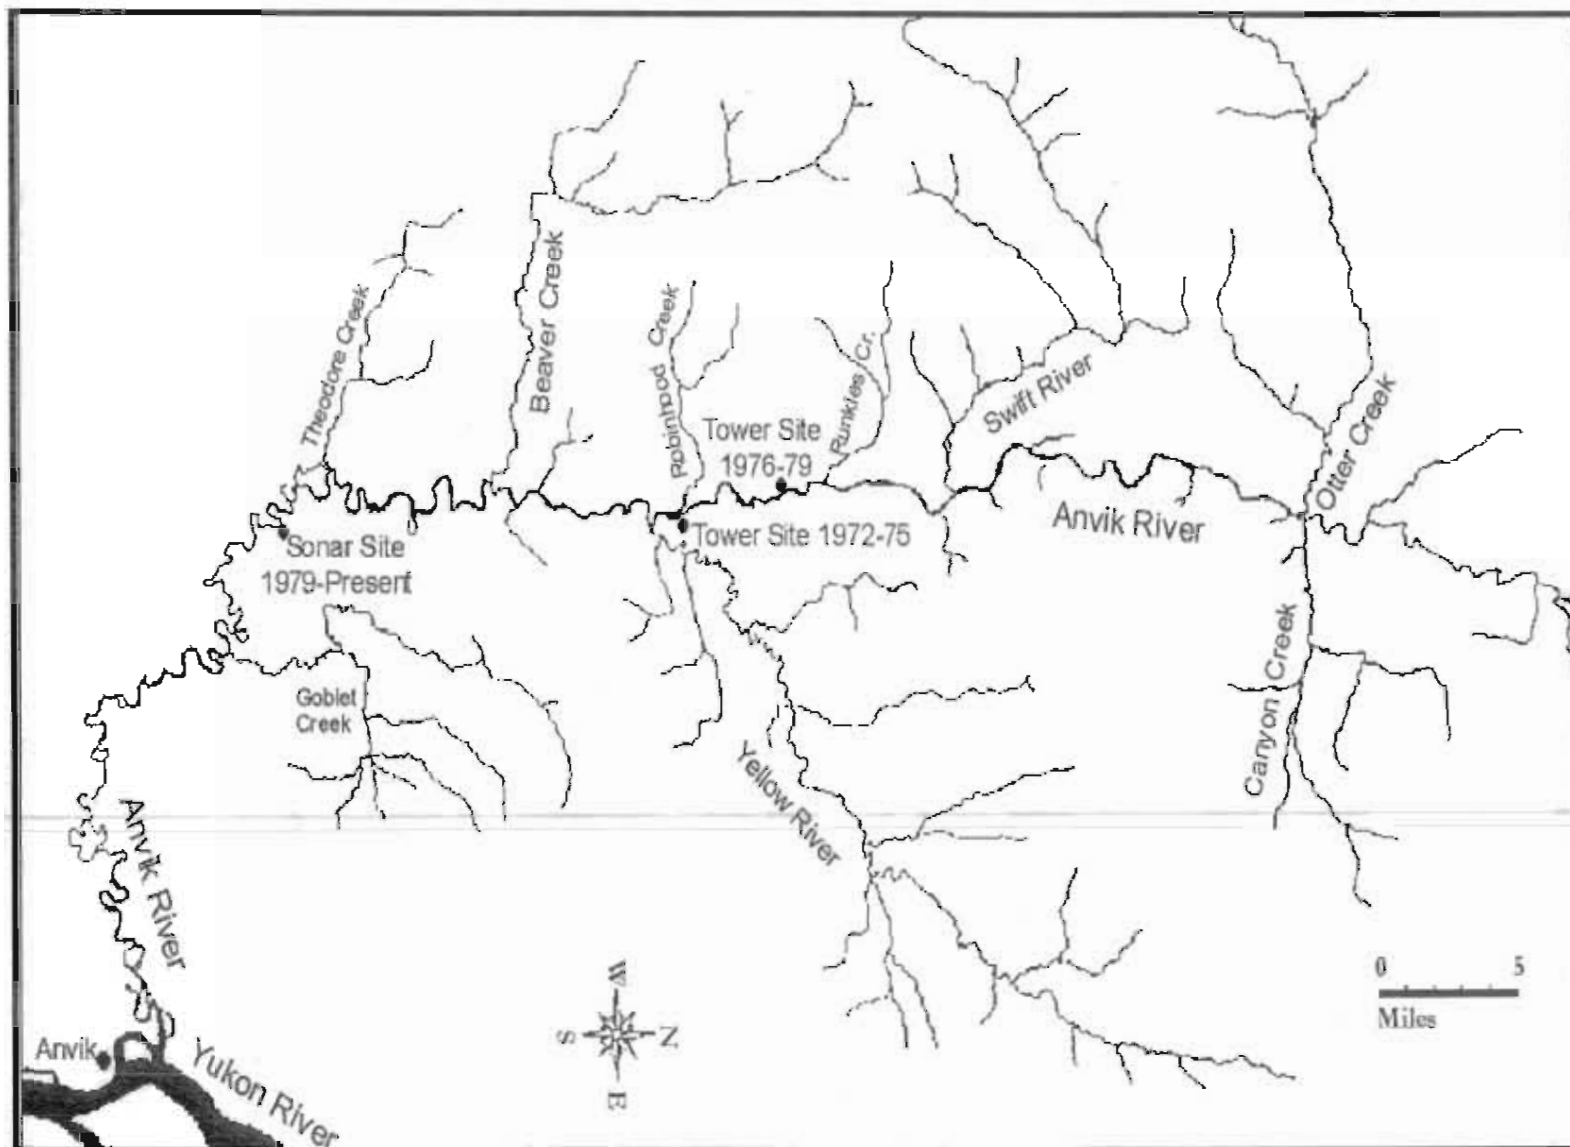 Theodore Creek
Beaver Creek
Robinhood Creek
Tower Site
1976-79
Runkles Cr.
Swift River
Otter Creek
Anvik River
Tower Site 1972-75
Sonar Site
1979-Present
Goblet
Creek
Canyon Creek
Yellow River
Anvik River
W
S
N
E
0 5
Miles
Anvik
Yukon River